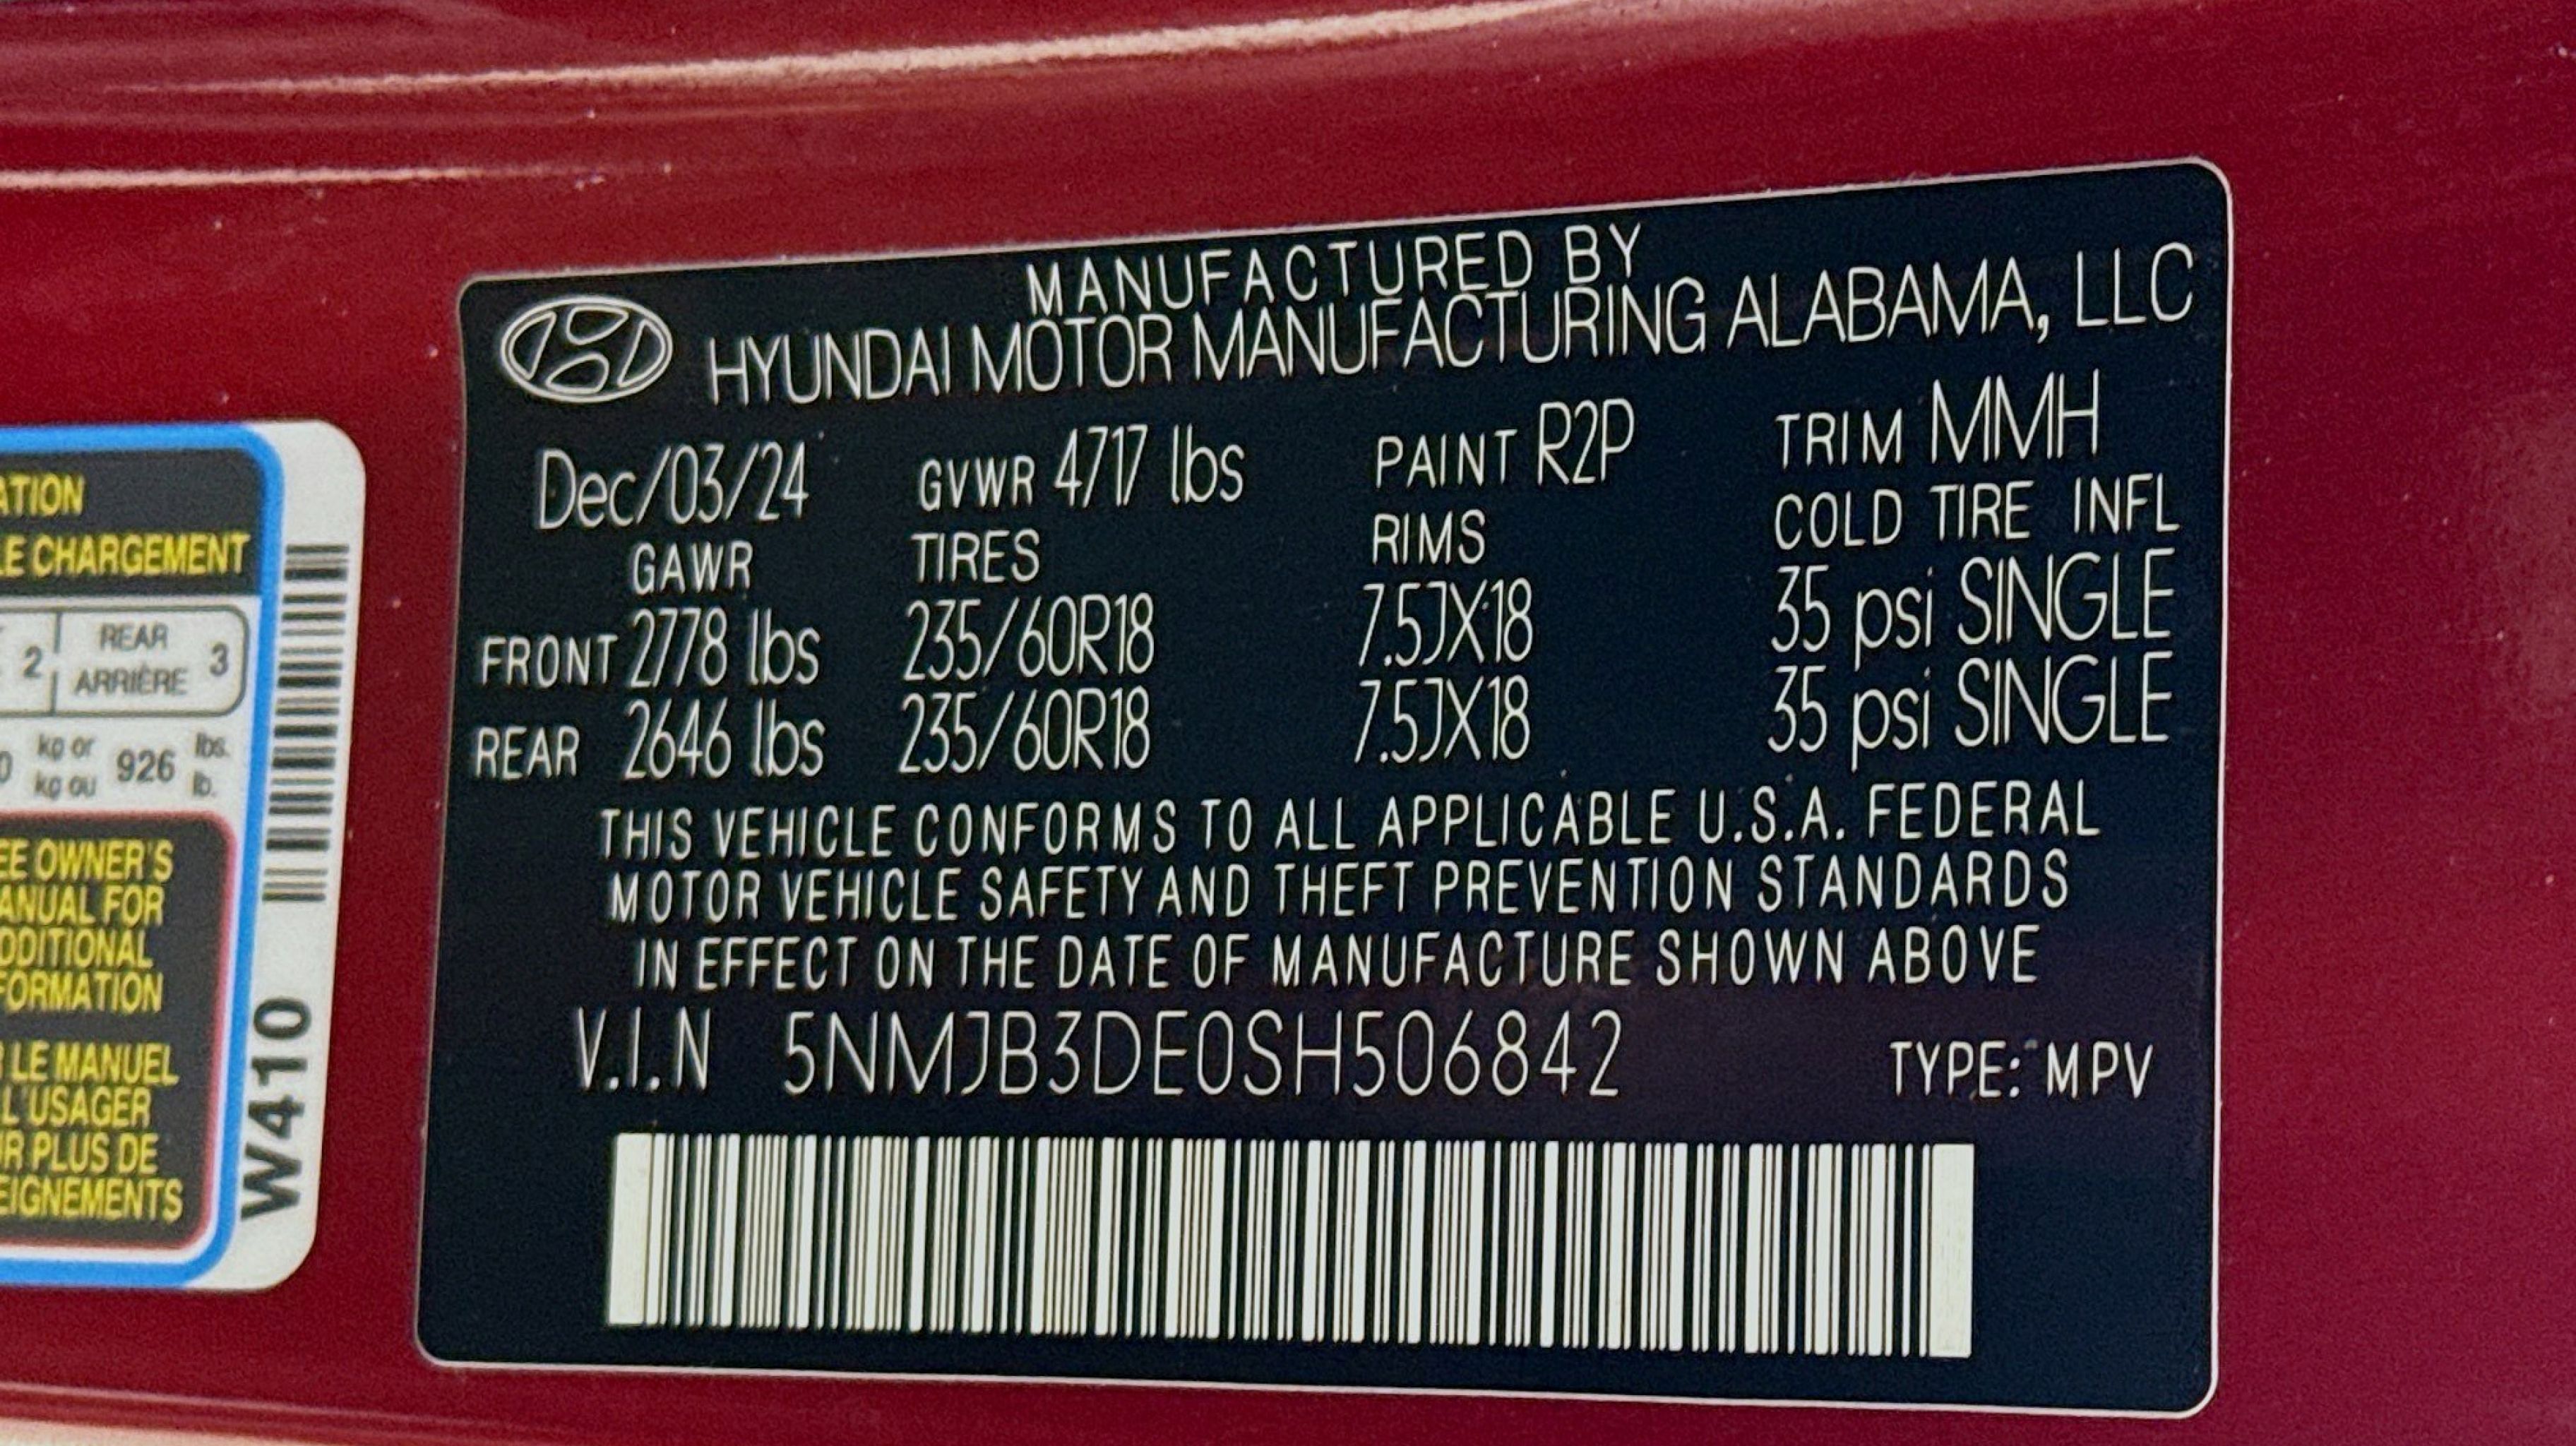 MANUFACTURED BY
HYUNDAI MOTOR MANUFACTURING ALABAMA, LLC
Dec/03/24 GVWR 4717 lbs PAINT R2P TRIM MMH
GAWR TIRES RIMS COLD TIRE INFL
FRONT 2778 lbs 235/60R18 7.5JX18 35 psi SINGLE
REAR 2646 lbs 235/60R18 7.5JX18 35 psi SINGLE
THIS VEHICLE CONFORMS TO ALL APPLICABLE U.S.A. FEDERAL
MOTOR VEHICLE SAFETY AND THEFT PREVENTION STANDARDS
IN EFFECT ON THE DATE OF MANUFACTURE SHOWN ABOVE
V.I.N 5NMJB3DE0SH506842 TYPE: MPV
ATION
LE CHARGEMENT
2 REAR 3
ARRIÈRE
kg or 926 lbs.
kg ou lb.
EE OWNER'S
ANUAL FOR
DDITIONAL
FORMATION
LE MANUEL
L'USAGER
UR PLUS DE
EIGNEMENTS
W410